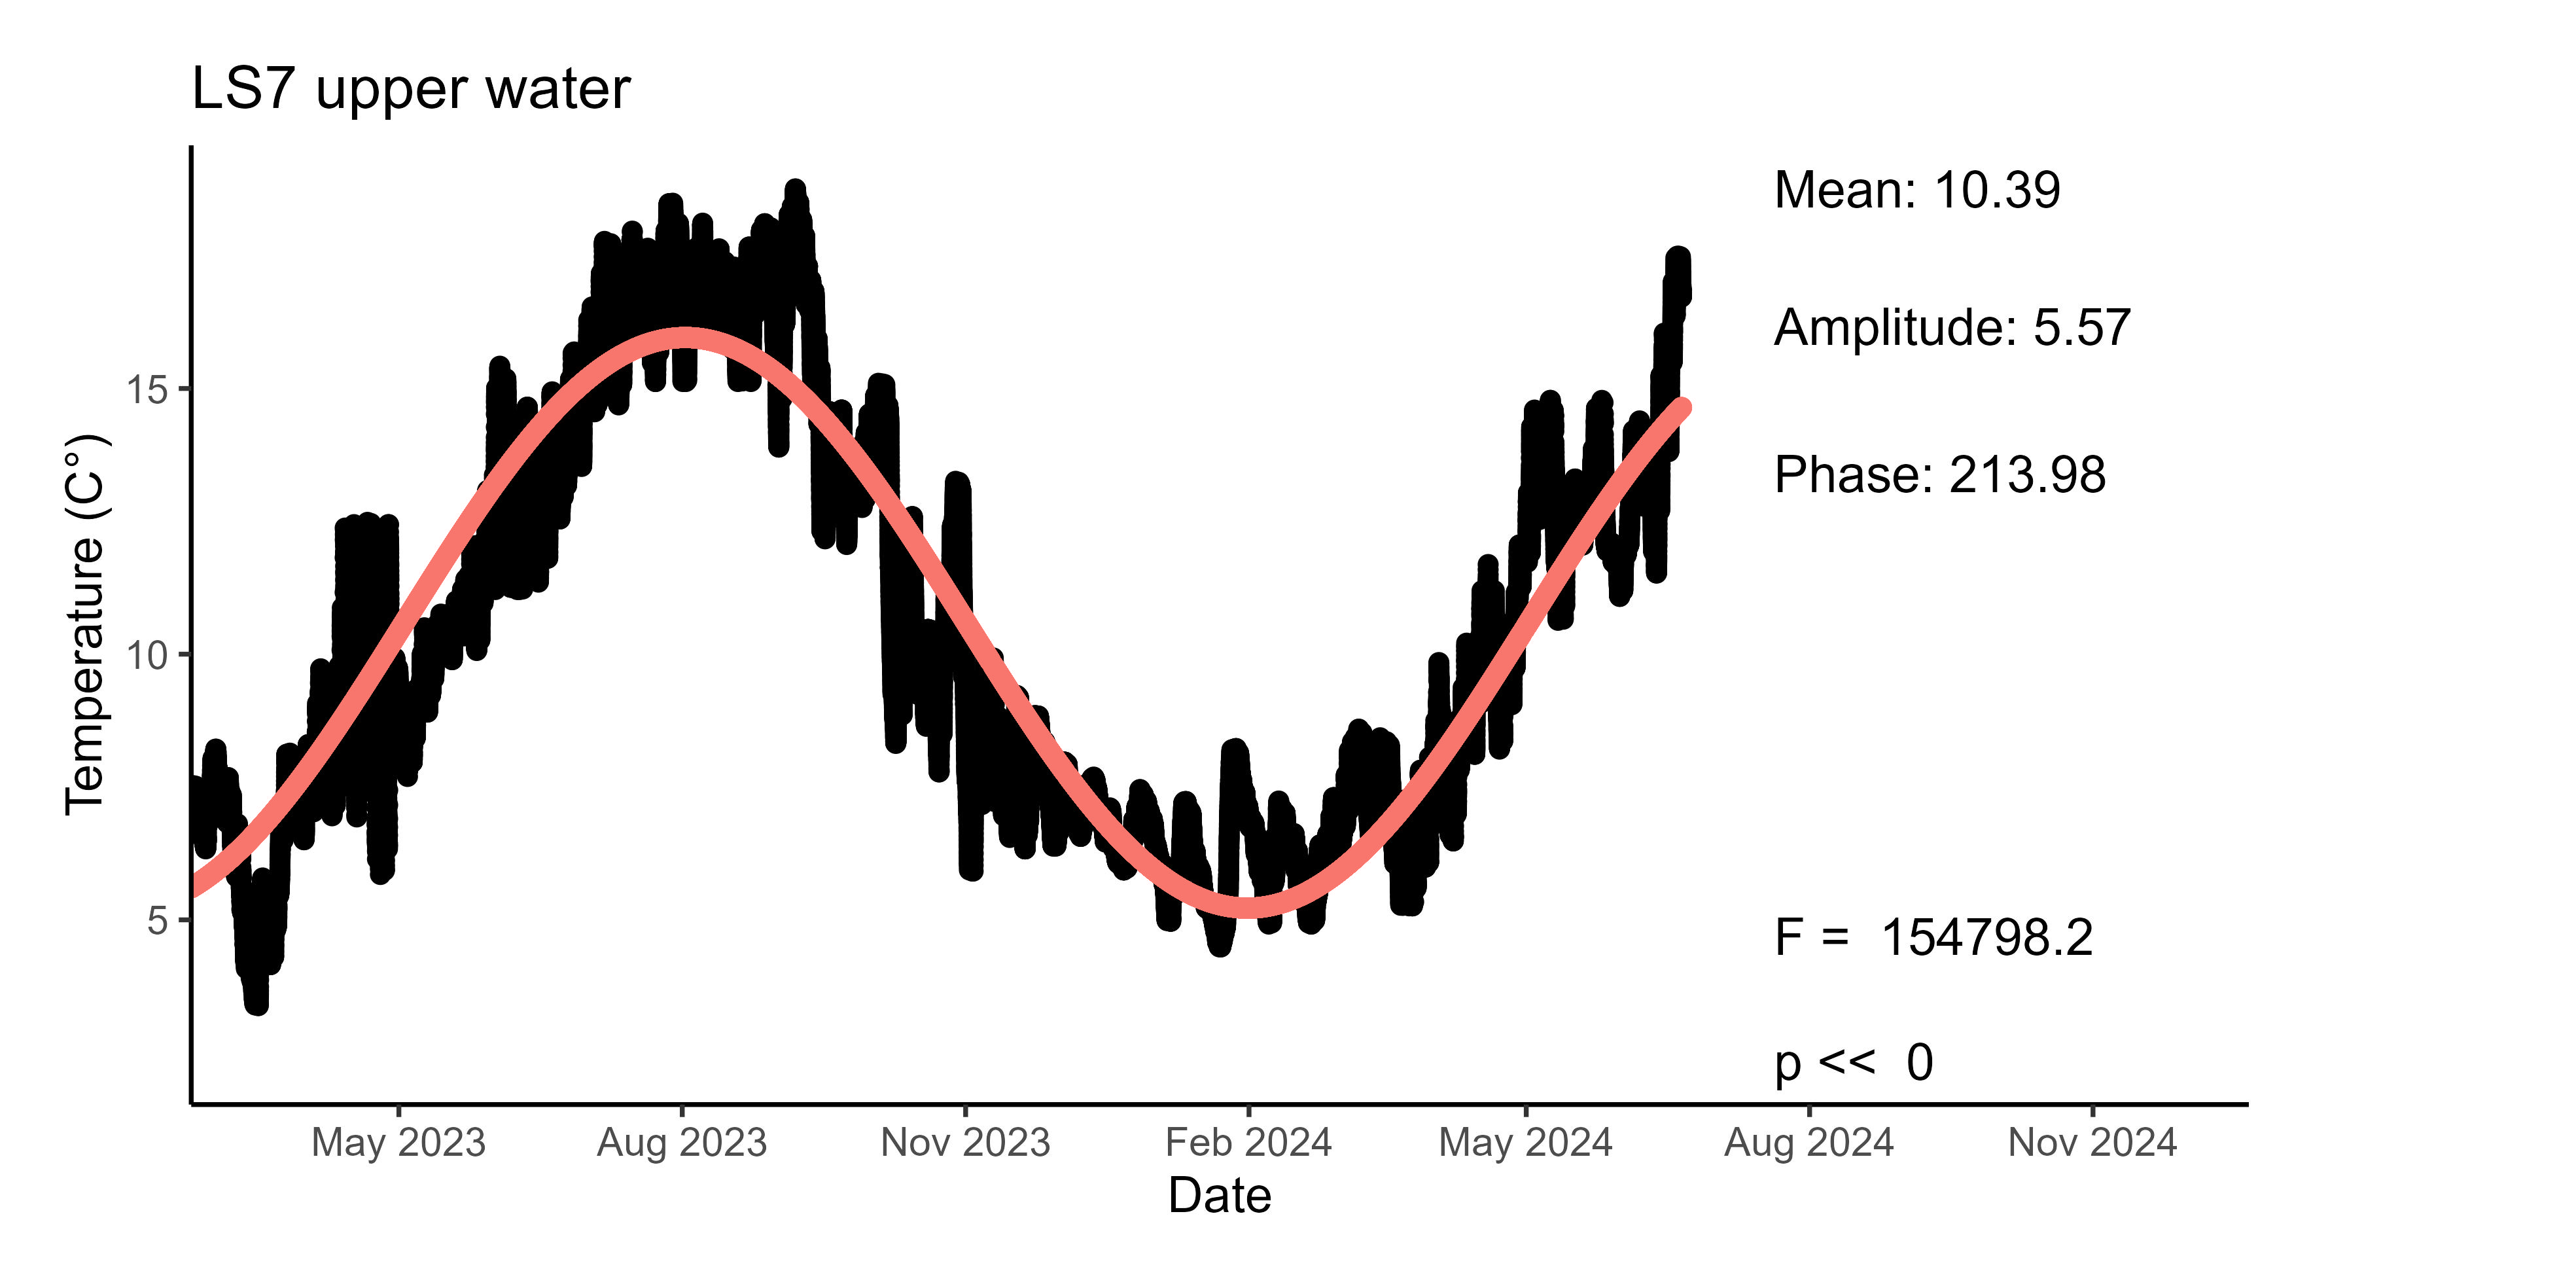 LS7 upper water
Mean: 10.39
Amplitude: 5.57
Phase: 213.98
F =  154798.2
p <<  0
Temperature (C°)
15
10
5
May 2023
Aug 2023
Nov 2023
Feb 2024
May 2024
Aug 2024
Nov 2024
Date